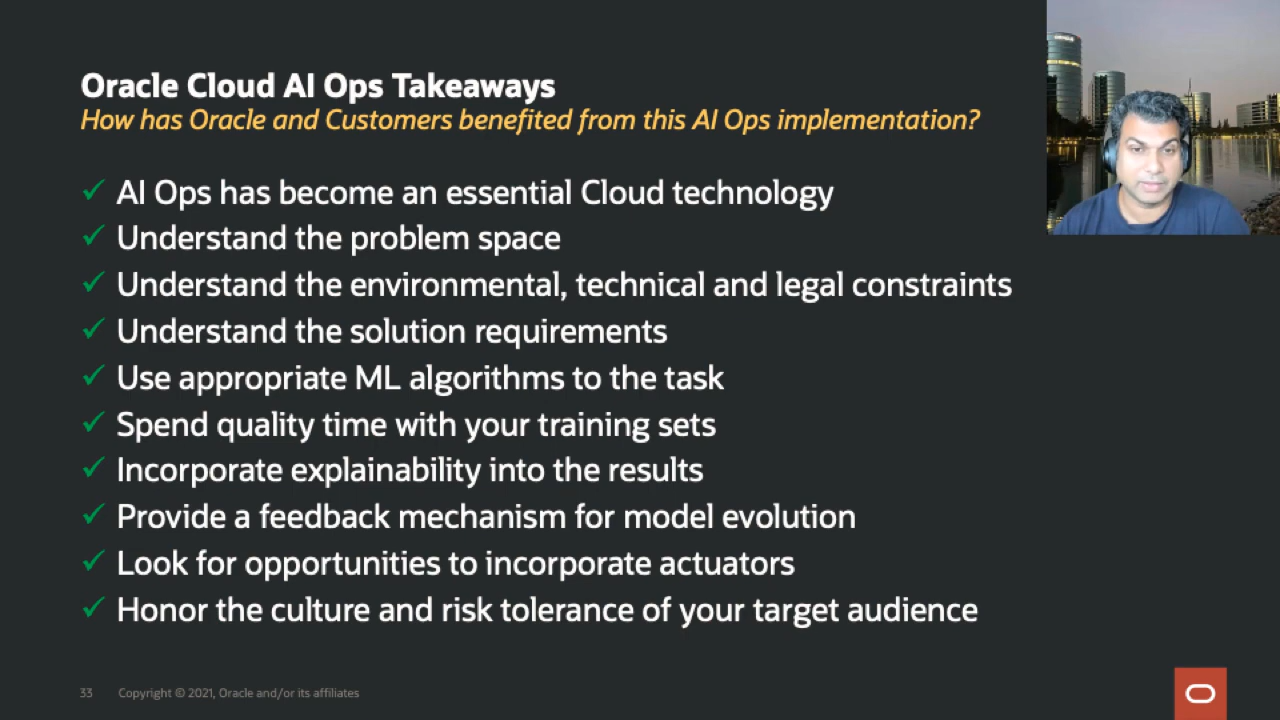 Oracle Cloud AI Ops Takeaways
How has Oracle and Customers benefited from this AI Ops implementation?
✓ AI Ops has become an essential Cloud technology
✓ Understand the problem space
✓ Understand the environmental, technical and legal constraints
✓ Understand the solution requirements
✓ Use appropriate ML algorithms to the task
✓ Spend quality time with your training sets
✓ Incorporate explainability into the results
✓ Provide a feedback mechanism for model evolution
✓ Look for opportunities to incorporate actuators
✓ Honor the culture and risk tolerance of your target audience
33 Copyright © 2021, Oracle and/or its affiliates